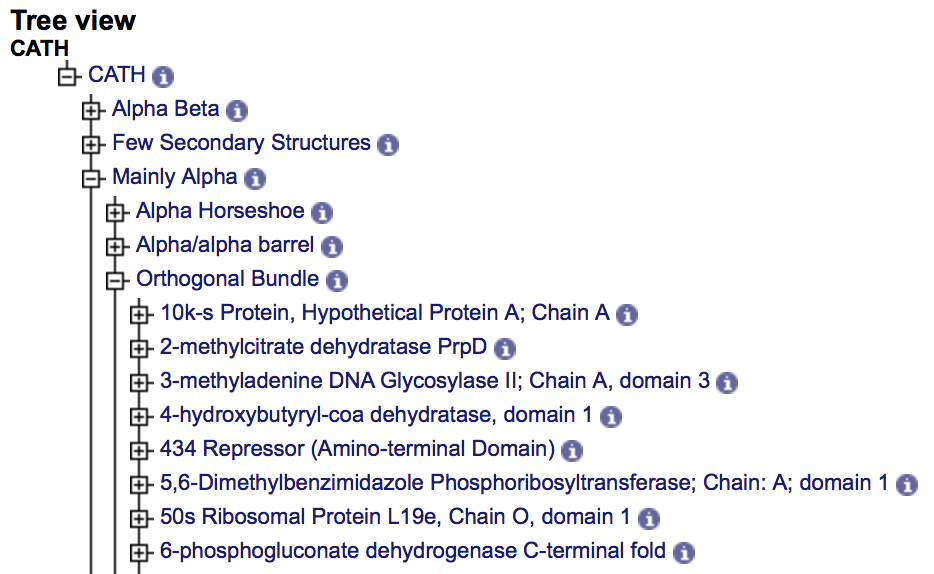 Tree view
CATH
CATH
Alpha Beta
Few Secondary Structures
Mainly Alpha
Alpha Horseshoe
Alpha/alpha barrel
Orthogonal Bundle
10k-s Protein, Hypothetical Protein A; Chain A
2-methylcitrate dehydratase PrpD
3-methyladenine DNA Glycosylase II; Chain A, domain 3
4-hydroxybutyryl-coa dehydratase, domain 1
434 Repressor (Amino-terminal Domain)
5,6-Dimethylbenzimidazole Phosphoribosyltransferase; Chain: A; domain 1
50s Ribosomal Protein L19e, Chain O, domain 1
6-phosphogluconate dehydrogenase C-terminal fold